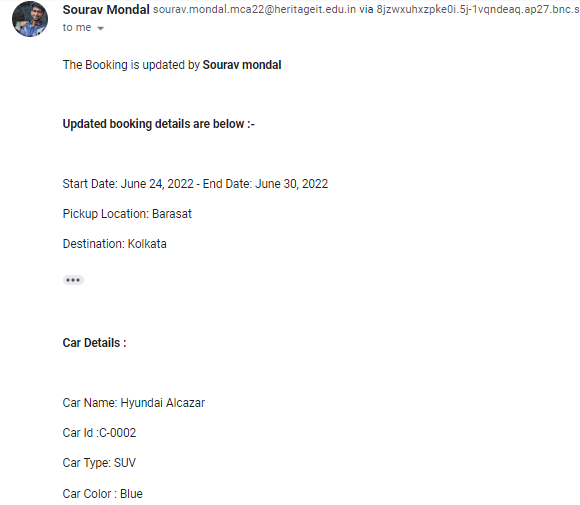 Sourav Mondal sourav.mondal.mca22@heritageit.edu.in via 8jzwxuhxzpke0i.5j-1vqndeaq.ap27.bnc.s
to me
The Booking is updated by Sourav mondal
Updated booking details are below :-
Start Date: June 24, 2022 - End Date: June 30, 2022
Pickup Location: Barasat
Destination: Kolkata
Car Details :
Car Name: Hyundai Alcazar
Car Id :C-0002
Car Type: SUV
Car Color : Blue